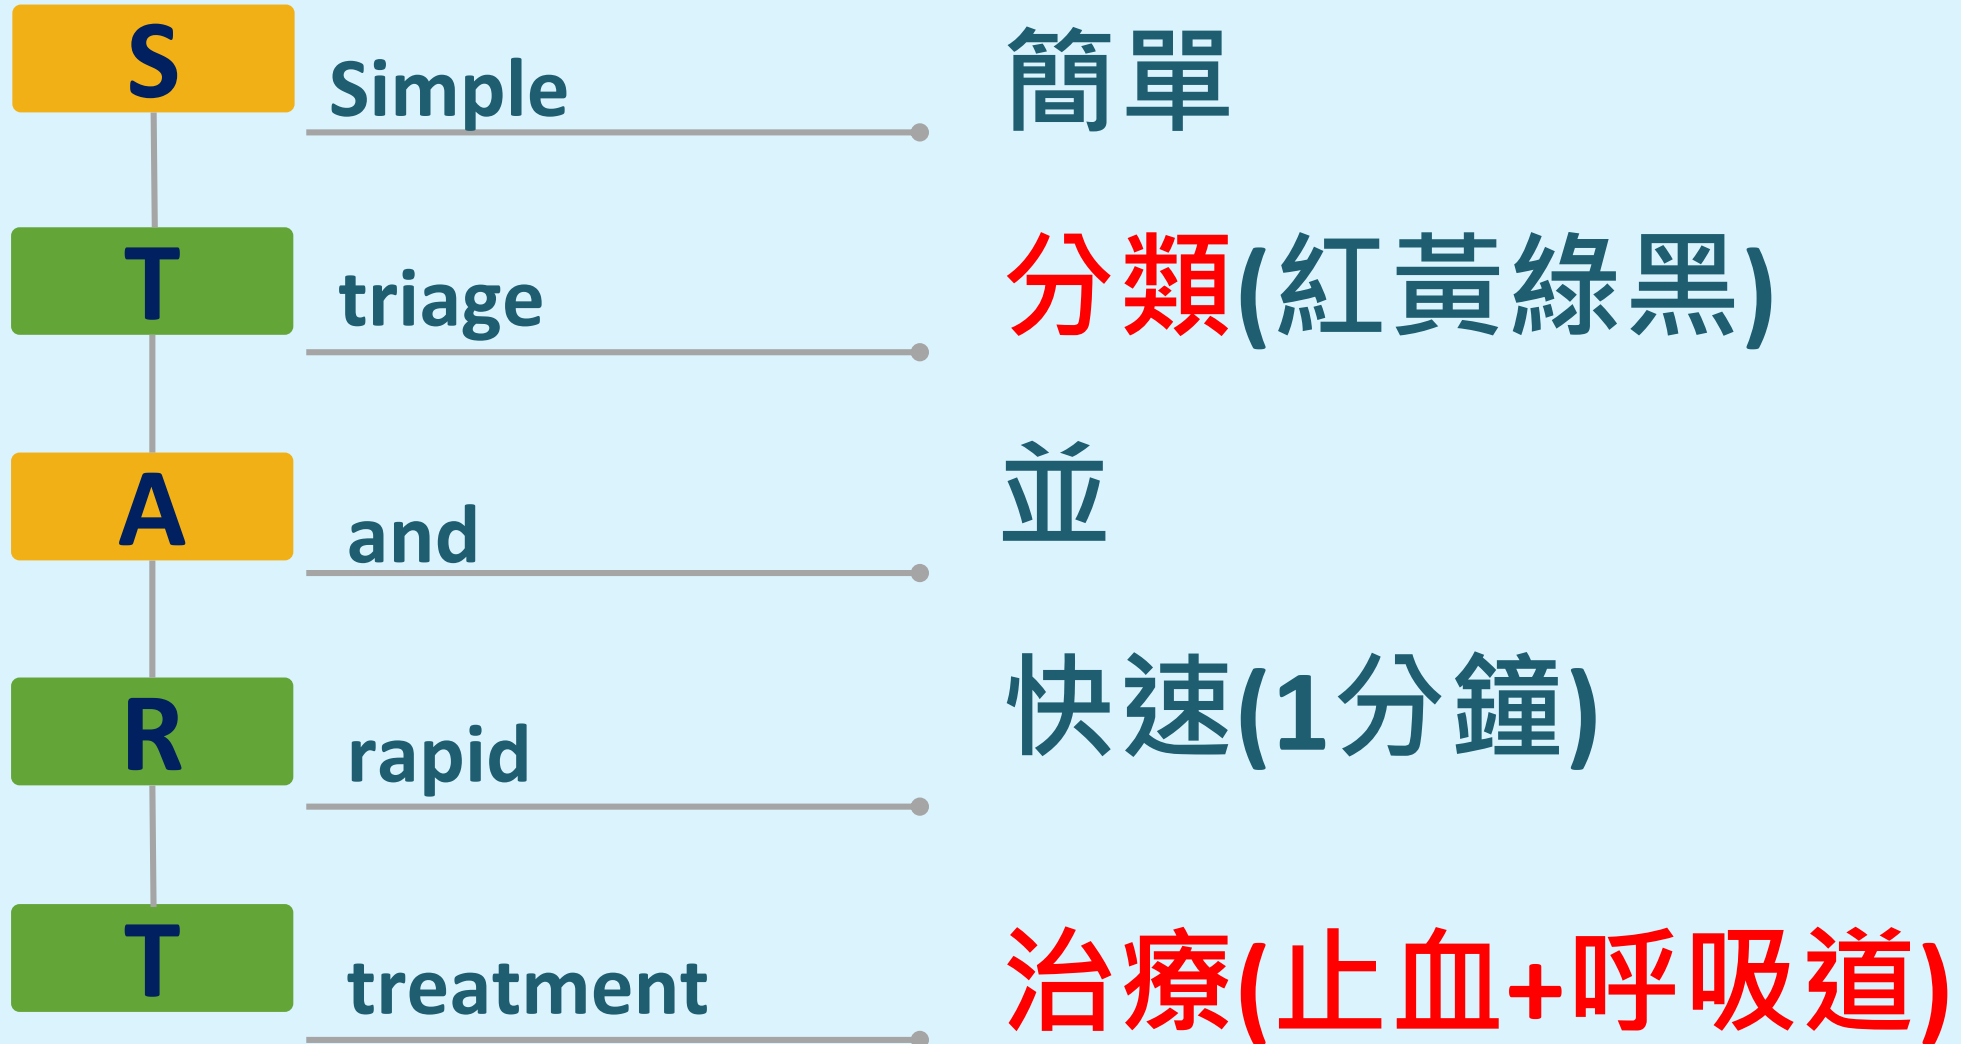 S Simple 簡單
T triage 分類(紅黃綠黑)
A and 並
R rapid 快速(1分鐘)
T treatment 治療(止血+呼吸道)